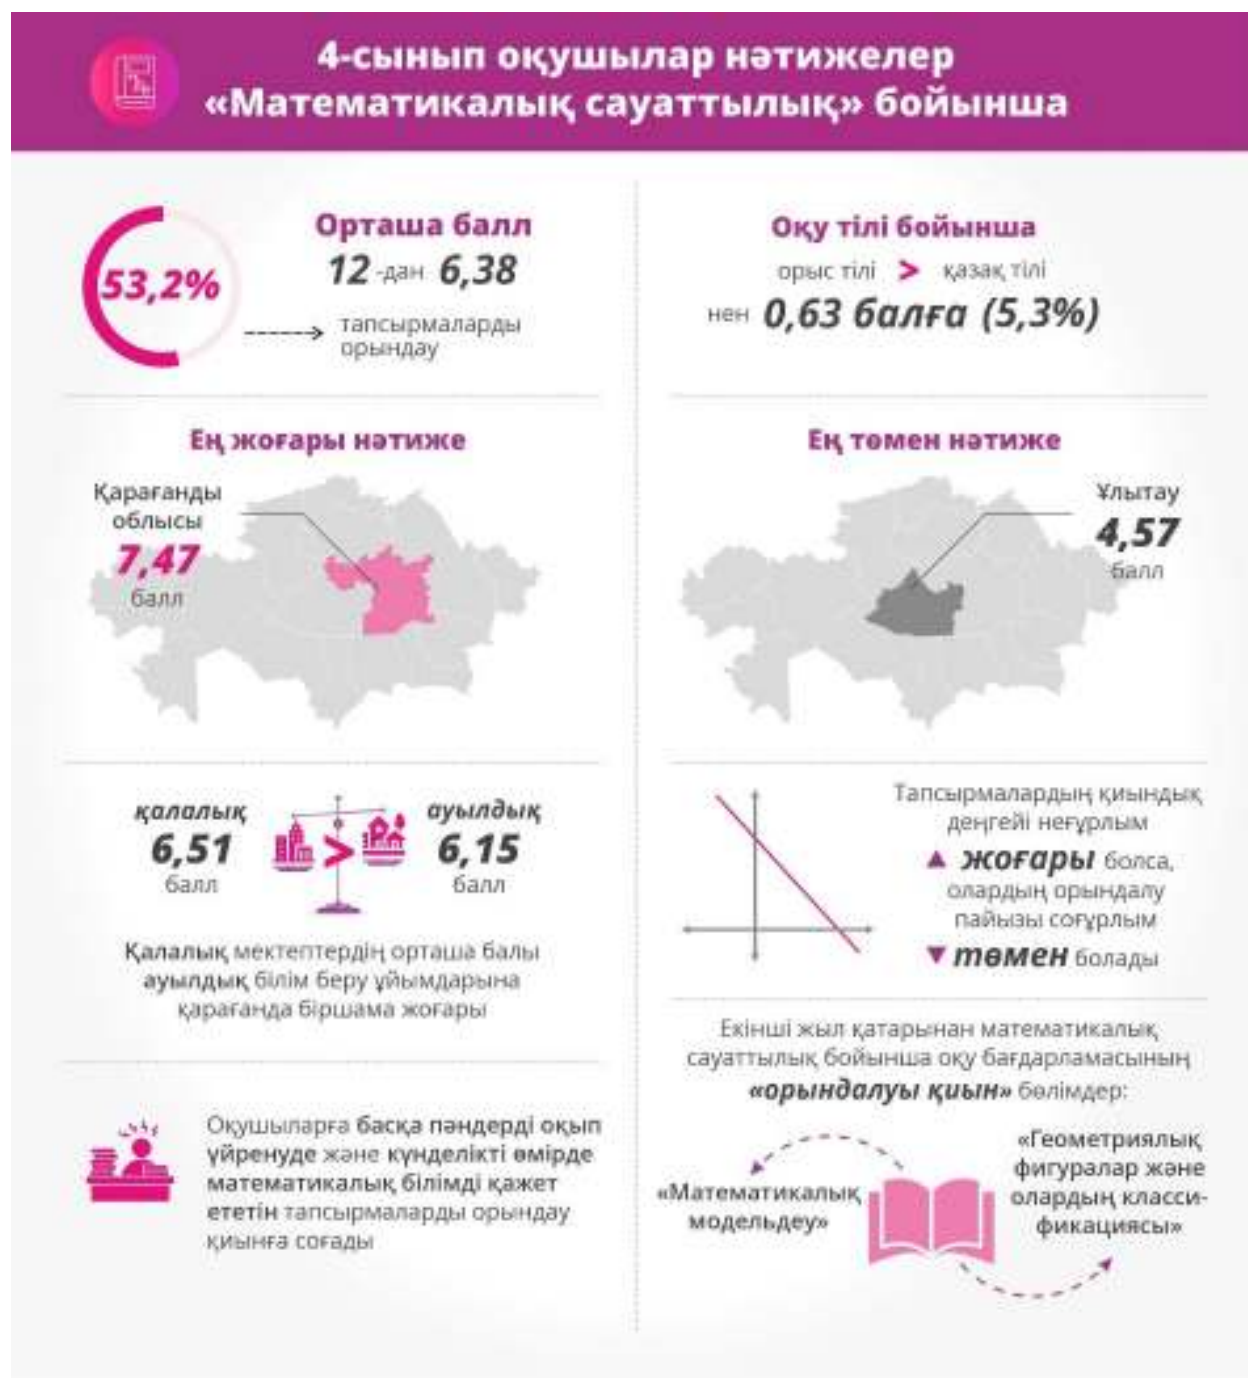 4-сынып оқушылар нәтижелер
«Математикалық сауаттылық» бойынша
53,2%
Орташа балл
12 -дан 6,38
тапсырмаларды
орындау
Оқу тілі бойынша
орыс тілі > қазақ тілі
нен 0,63 балға (5,3%)
Ең жоғары нәтиже
Қарағанды
облысы
7,47
балл
Ең төмен нәтиже
Ұлытау
4,57
балл
қалалық
6,51
балл
>
ауылдық
6,15
балл
Қалалық мектептердің орташа балы
ауылдық білім беру ұйымдарына
қарағанда біршама жоғары
Тапсырмалардың қиындық
деңгейі неғұрлым
▲ жоғары болса,
олардың орындалу
пайызы соғұрлым
▼ төмен болады
Оқушыларға басқа пәндерді оқып
үйренуде және күнделікті өмірде
математикалық білімді қажет
ететін тапсырмаларды орындау
қиынға соғады
Екінші жыл қатарынан математикалық
сауаттылық бойынша оқу бағдарламасының
«орындалуы қиын» бөлімдер:
«Математикалық
модельдеу»
«Геометриялық
фигуралар және
олардың класси-
фикациясы»